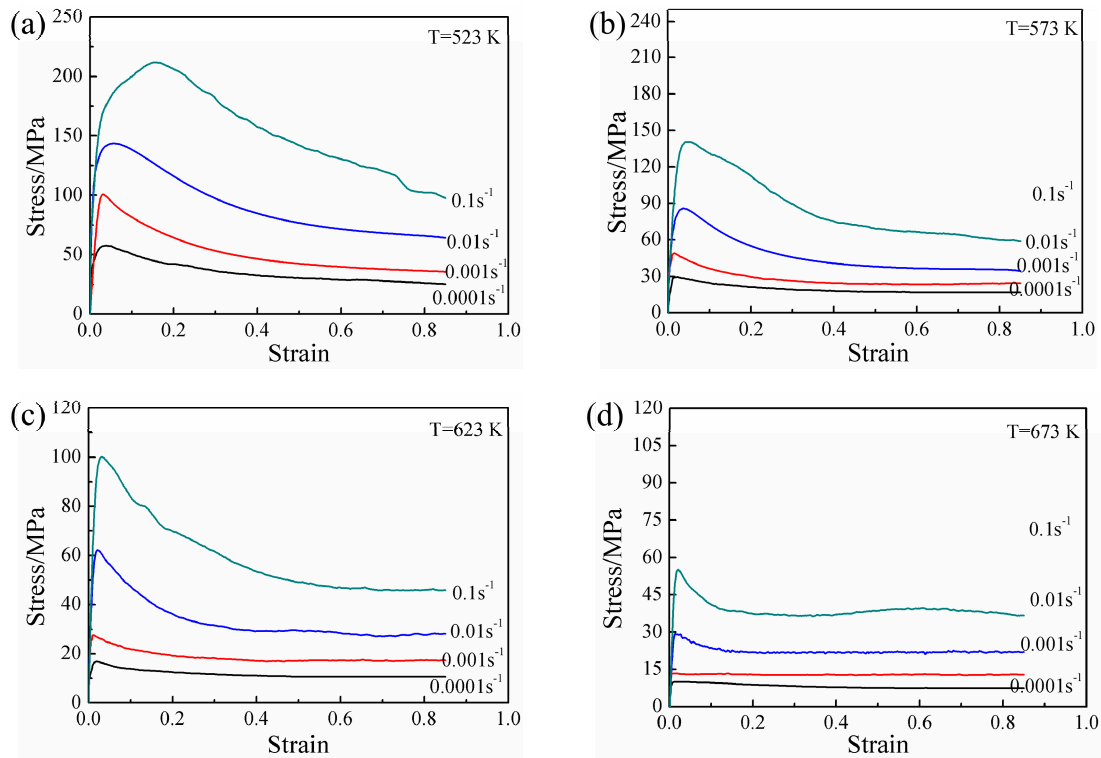 (a)
T=523 K
250
200
150
100
50
0
Stress/MPa
0.1s⁻¹
0.01s⁻¹
0.001s⁻¹
0.0001s⁻¹
0.0 0.2 0.4 0.6 0.8 1.0
Strain
(b)
T=573 K
240
210
180
150
120
90
60
30
0
Stress/MPa
0.1s⁻¹
0.01s⁻¹
0.001s⁻¹
0.0001s⁻¹
0.0 0.2 0.4 0.6 0.8 1.0
Strain
(c)
T=623 K
120
100
80
60
40
20
0
Stress/MPa
0.1s⁻¹
0.01s⁻¹
0.001s⁻¹
0.0001s⁻¹
0.0 0.2 0.4 0.6 0.8 1.0
Strain
(d)
T=673 K
120
105
90
75
60
45
30
15
0
Stress/MPa
0.1s⁻¹
0.01s⁻¹
0.001s⁻¹
0.0001s⁻¹
0.0 0.2 0.4 0.6 0.8 1.0
Strain